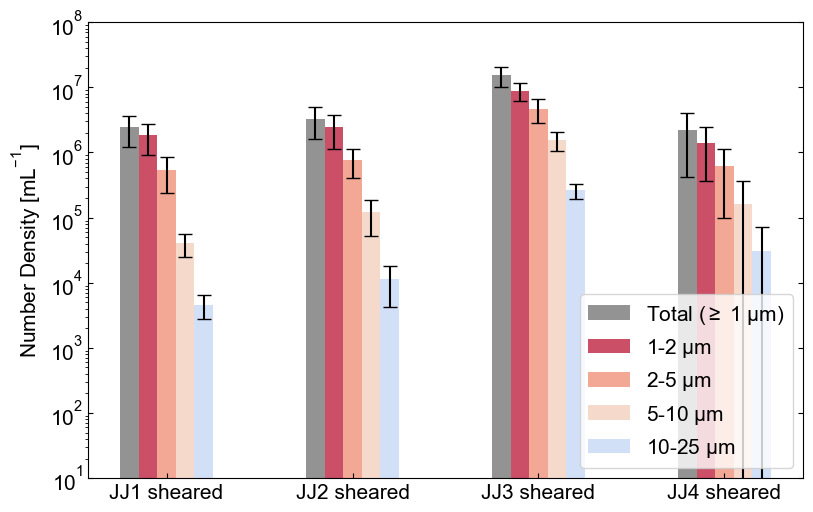 10^8
10^7
10^6
10^5
10^4
10^3
10^2
10^1
Number Density [mL^−1]
JJ1 sheared
JJ2 sheared
JJ3 sheared
JJ4 sheared
Total (≥ 1 µm)
1-2 µm
2-5 µm
5-10 µm
10-25 µm